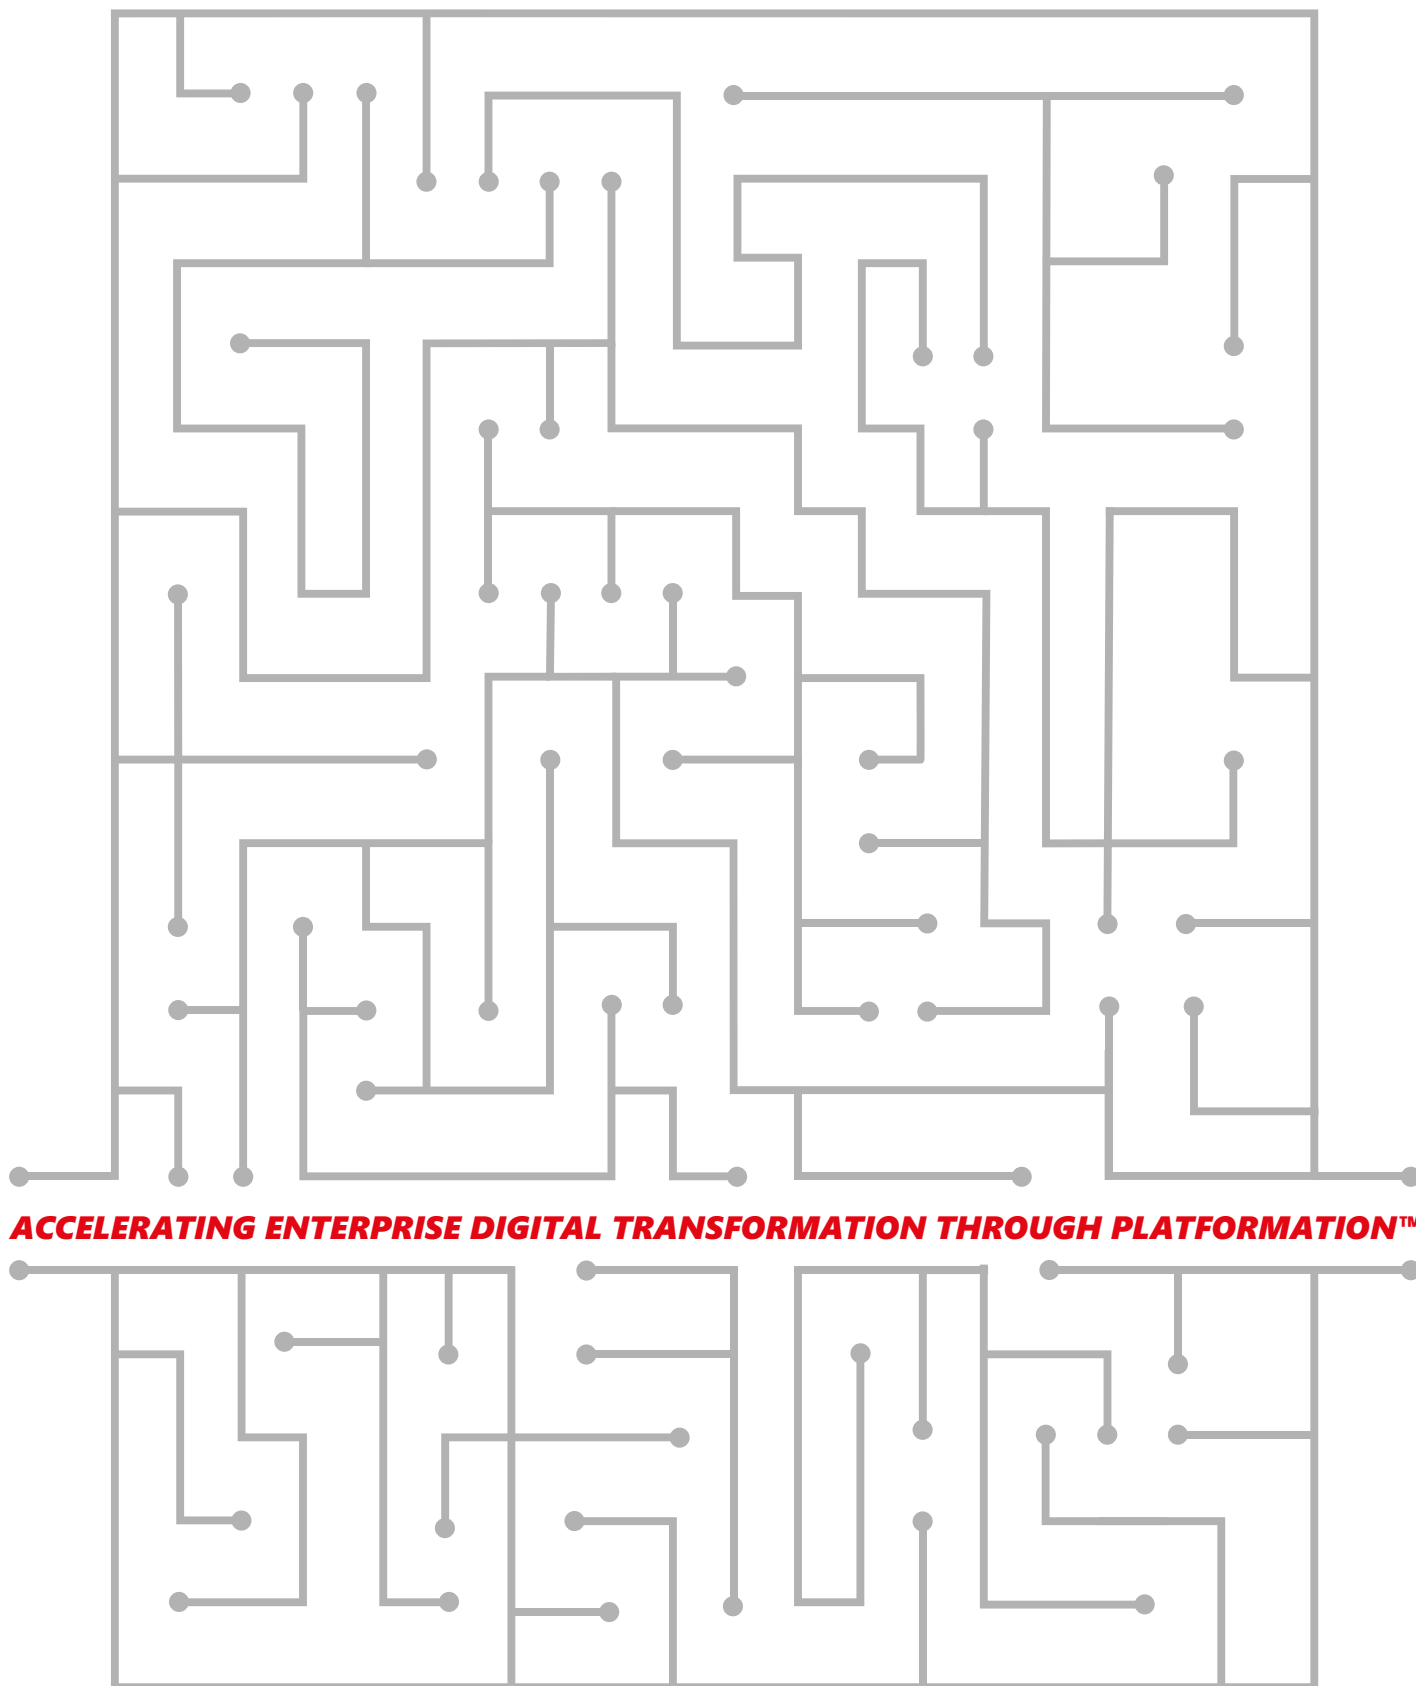 ACCELERATING ENTERPRISE DIGITAL TRANSFORMATION THROUGH PLATFORMATION™